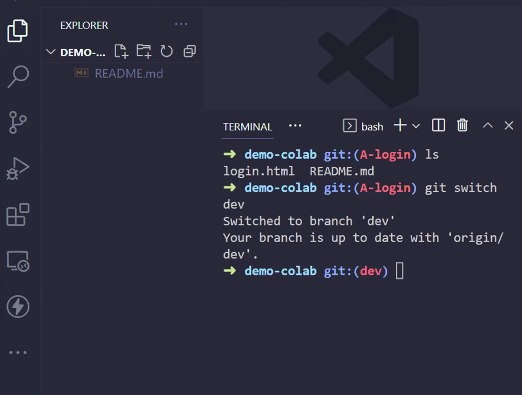 EXPLORER
DEMO-...
README.md
TERMINAL
bash
➜ demo-colab git:(A-login) ls
login.html README.md
➜ demo-colab git:(A-login) git switch
dev
Switched to branch 'dev'
Your branch is up to date with 'origin/
dev'.
➜ demo-colab git:(dev)